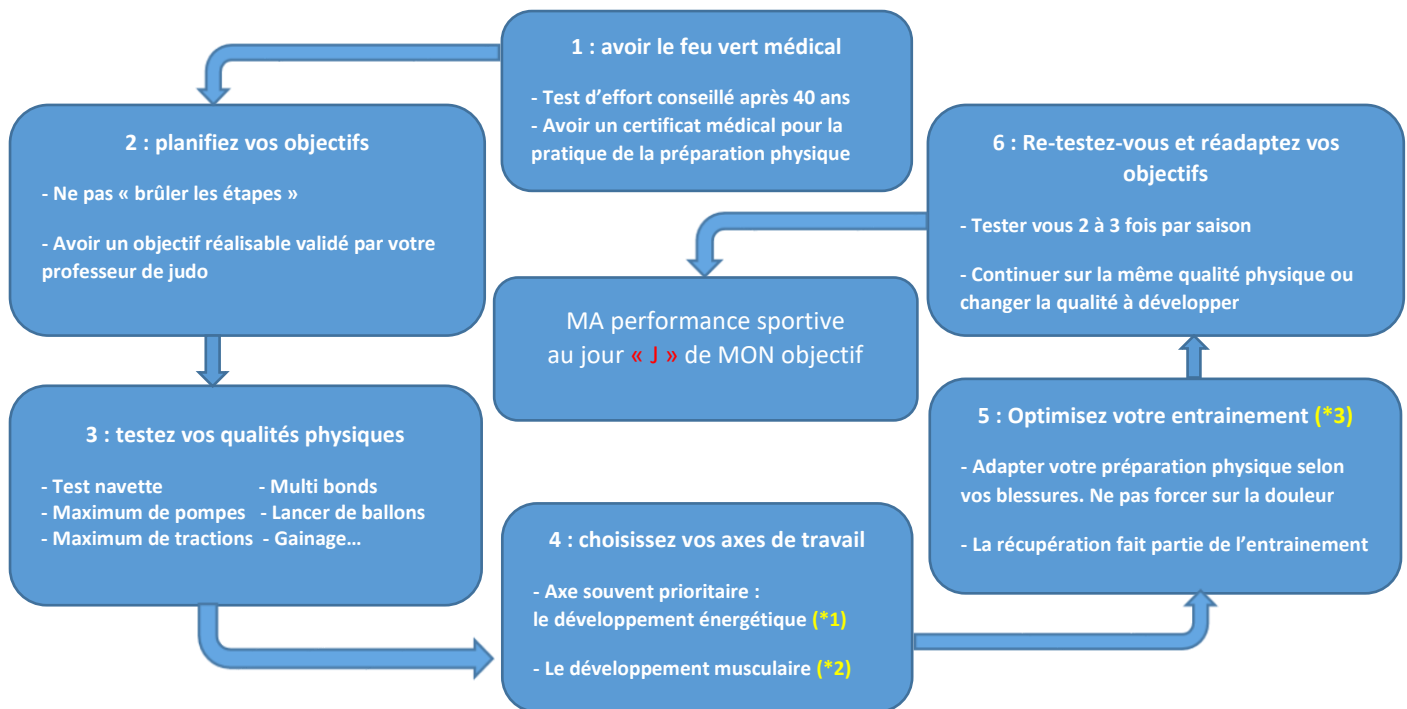 1 : avoir le feu vert médical
- Test d’effort conseillé après 40 ans
- Avoir un certificat médical pour la
pratique de la préparation physique
2 : planifiez vos objectifs
- Ne pas « brûler les étapes »
- Avoir un objectif réalisable validé par votre
professeur de judo
3 : testez vos qualités physiques
- Test navette - Multi bonds
- Maximum de pompes - Lancer de ballons
- Maximum de tractions - Gainage…
4 : choisissez vos axes de travail
- Axe souvent prioritaire :
le développement énergétique (*1)
- Le développement musculaire (*2)
5 : Optimisez votre entrainement (*3)
- Adapter votre préparation physique selon
vos blessures. Ne pas forcer sur la douleur
- La récupération fait partie de l’entrainement
6 : Re-testez-vous et réadaptez vos
objectifs
- Tester vous 2 à 3 fois par saison
- Continuer sur la même qualité physique ou
changer la qualité à développer
MA performance sportive
au jour « J » de MON objectif